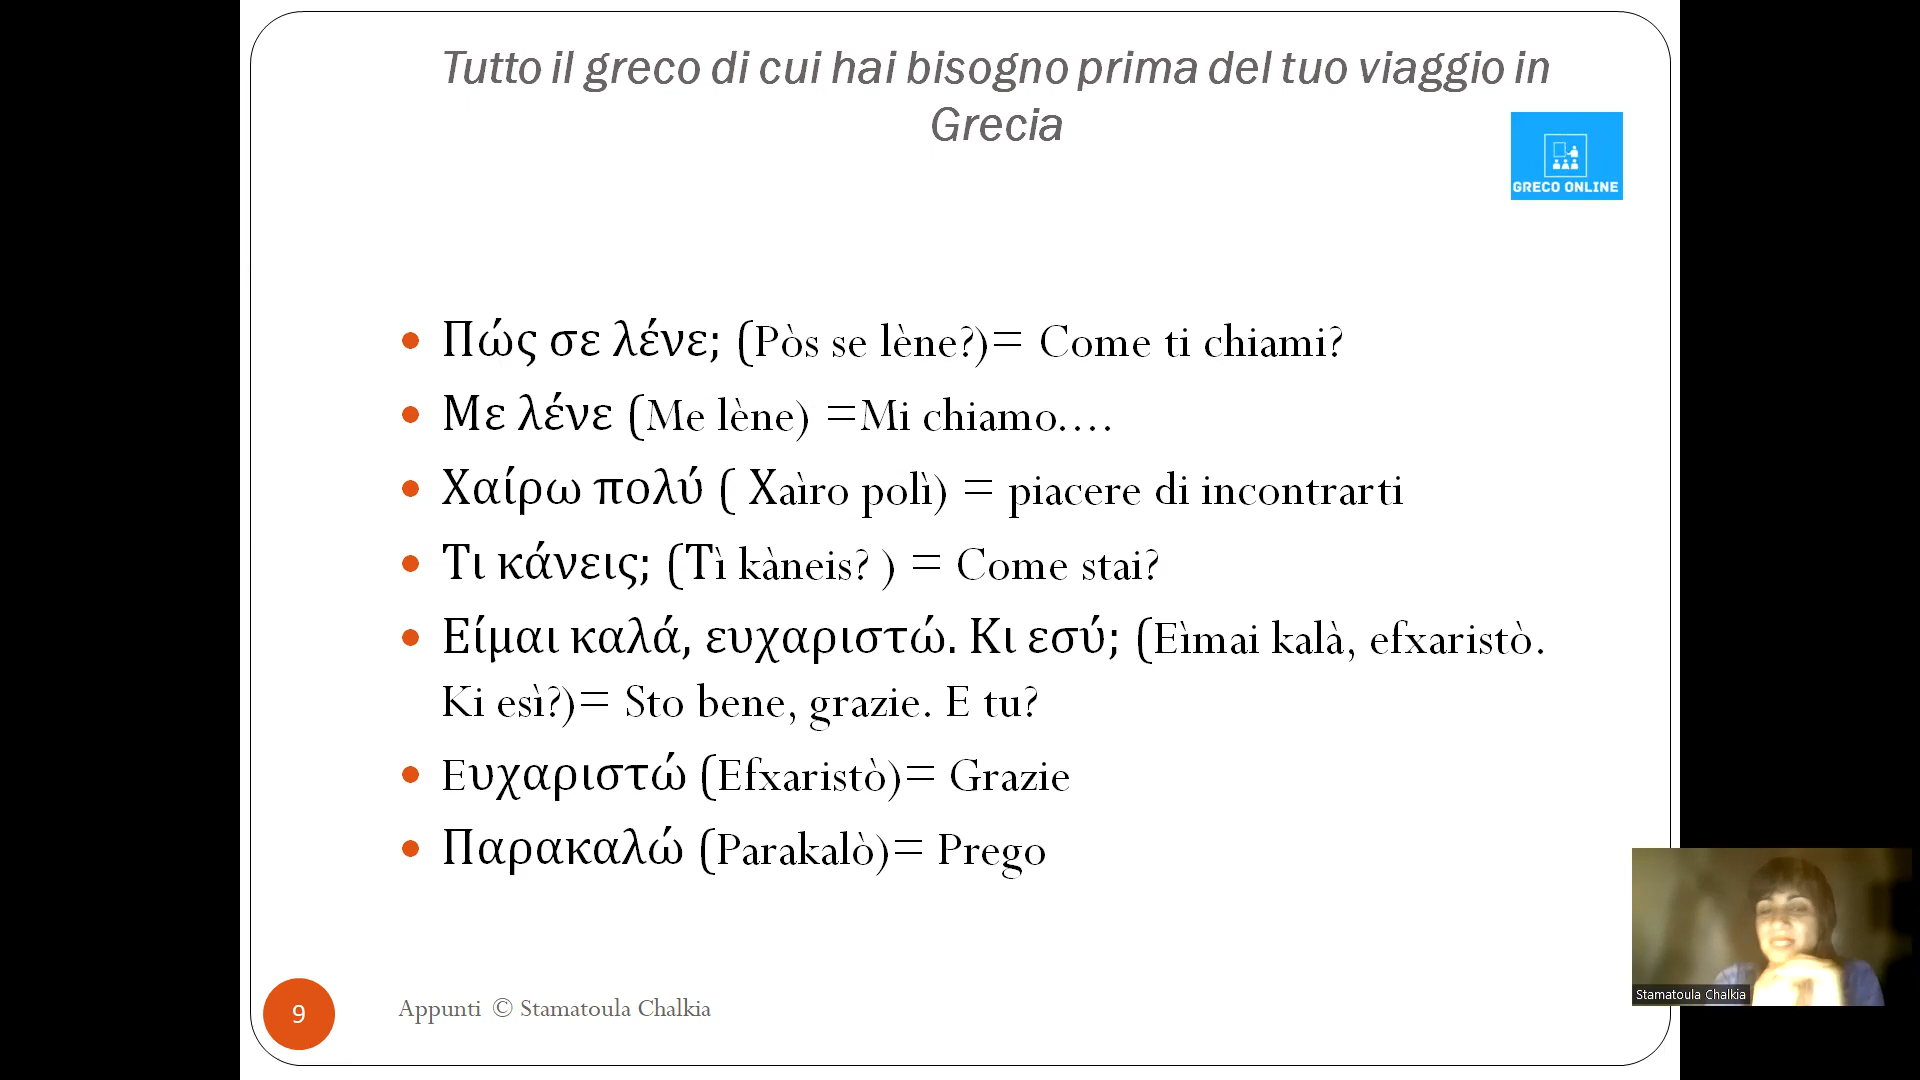 Tutto il greco di cui hai bisogno prima del tuo viaggio in
Grecia
GRECO ONLINE
Πώς σε λένε; (Pòs se lène?)= Come ti chiami?
Με λένε (Me lène) =Mi chiamo....
Χαίρω πολύ ( Χaìro polì) = piacere di incontrarti
Τι κάνεις; (Τì kàneis? ) = Come stai?
Είμαι καλά, ευχαριστώ. Κι εσύ; (Eìmai kalà, efxaristò.
Ki esì?)= Sto bene, grazie. E tu?
Ευχαριστώ (Efxaristò)= Grazie
Παρακαλώ (Parakalò)= Prego
9
Appunti © Stamatoula Chalkia
Stamatoula Chalkia